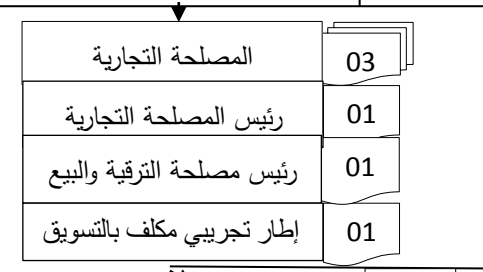 المصلحة التجارية 03
رئيس المصلحة التجارية 01
رئيس مصلحة الترقية والبيع 01
إطار تجريبي مكلف بالتسويق 01